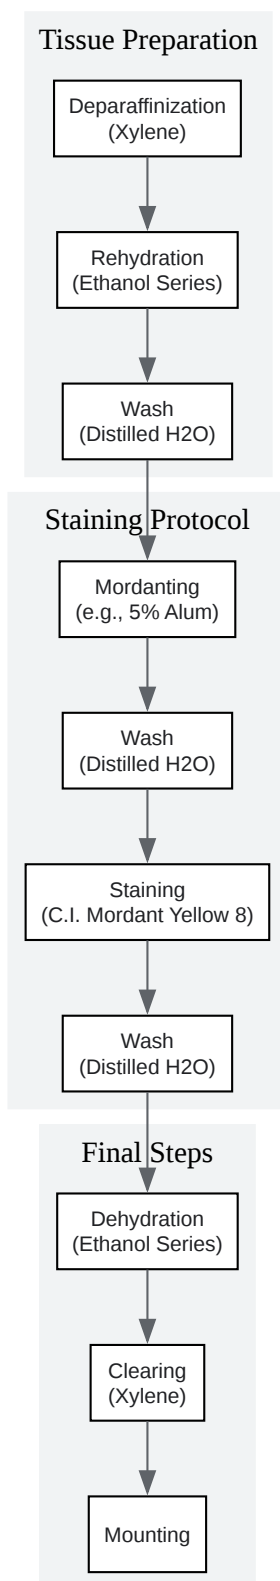 Tissue Preparation
Deparaffinization
(Xylene)
Rehydration
(Ethanol Series)
Wash
(Distilled H2O)
Staining Protocol
Mordanting
(e.g., 5% Alum)
Wash
(Distilled H2O)
Staining
(C.I. Mordant Yellow 8)
Wash
(Distilled H2O)
Final Steps
Dehydration
(Ethanol Series)
Clearing
(Xylene)
Mounting